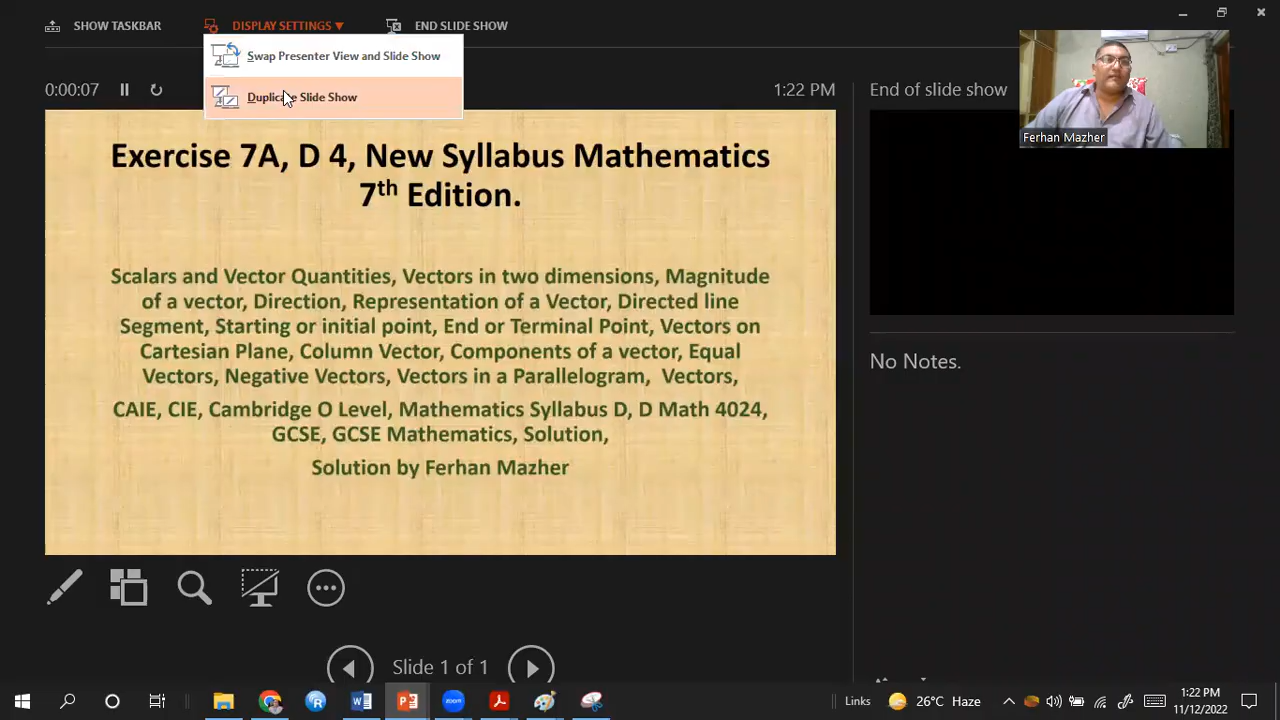 SHOW TASKBAR
DISPLAY SETTINGS ▼
END SLIDE SHOW
Swap Presenter View and Slide Show
Duplicate Slide Show
0:00:07
1:22 PM
End of slide show
Ferhan Mazher
Exercise 7A, D 4, New Syllabus Mathematics
7th Edition.
Scalars and Vector Quantities, Vectors in two dimensions, Magnitude
of a vector, Direction, Representation of a Vector, Directed line
Segment, Starting or initial point, End or Terminal Point, Vectors on
Cartesian Plane, Column Vector, Components of a vector, Equal
Vectors, Negative Vectors, Vectors in a Parallelogram, Vectors,
CAIE, CIE, Cambridge O Level, Mathematics Syllabus D, D Math 4024,
GCSE, GCSE Mathematics, Solution,
Solution by Ferhan Mazher
No Notes.
Slide 1 of 1
Links
26°C Haze
1:22 PM
11/12/2022